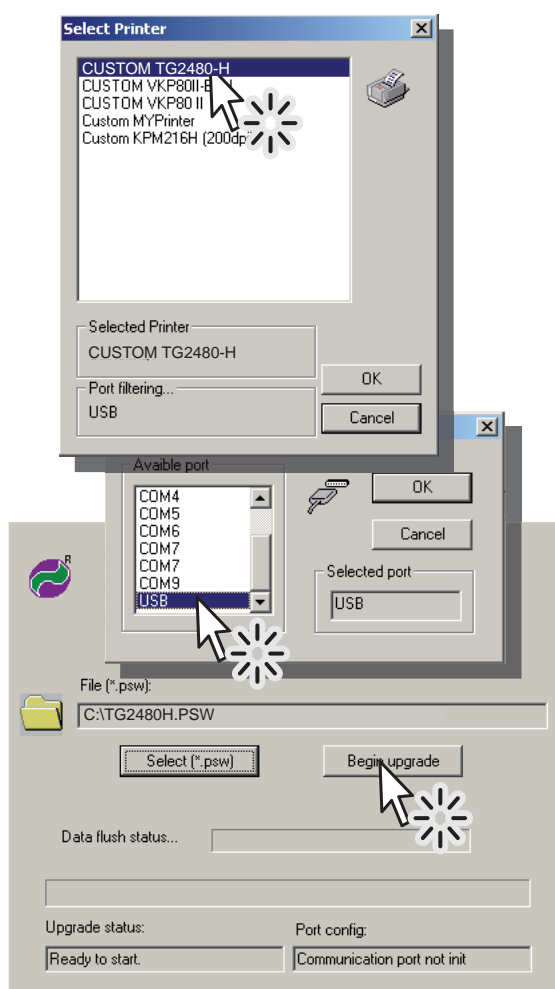 Select Printer
CUSTOM TG2480-H
CUSTOM VKP80II-E
CUSTOM VKP80 II
Custom MYPrinter
Custom KPM216H (200dpi
Selected Printer
CUSTOM TG2480-H
Port filtering...
USB
OK
Cancel
Avaible port
COM4
COM5
COM6
COM7
COM7
COM9
USB
OK
Cancel
Selected port
USB
R
File (*.psw):
C:\TG2480H.PSW
Select (*.psw)
Begin upgrade
Data flush status...
Upgrade status:
Port config:
Ready to start.
Communication port not init